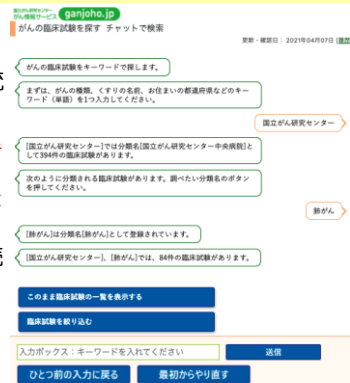 国立がん研究センター
がん情報サービス ganjoho.jp
がんの臨床試験を探す チャットで検索
更新・確認日: 2021年04月07日 [履歴
がんの臨床試験をキーワードで探します。
まずは、がんの種類、くすりの名前、お住まいの都道府県などのキー
ワード(単語)を1つ入力してください。
国立がん研究センター
[国立がん研究センター]では分類名[国立がん研究センター中央病院]と
して394件の臨床試験があります。
次のように分類される臨床試験があります。調べたい分類名のボタン
を押してください。
肺がん
[肺がん]は分類名[肺がん]として登録されています。
[国立がん研究センター]、[肺がん]では、84件の臨床試験があります。
このまま臨床試験の一覧を表示する
臨床試験を絞り込む
入力ボックス:キーワードを入れてください
送信
ひとつ前の入力に戻る
最初からやり直す